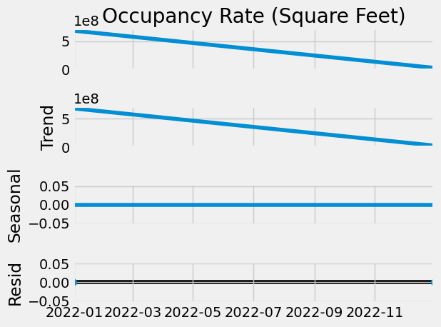 Occupancy Rate (Square Feet)
1e8
5
0
1e8
Trend
5
0
Seasonal
0.05
0.00
−0.05
Resid
0.05
0.00
−0.05
2022-01 2022-03 2022-05 2022-07 2022-09 2022-11